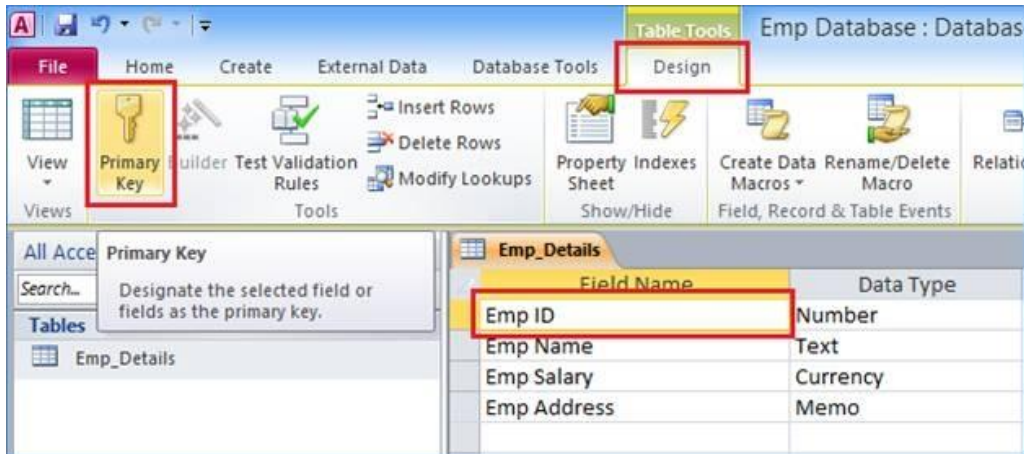 A
Table Tools
Emp Database : Databas
File Home Create External Data Database Tools Design
View
Primary Key
Builder
Test Validation Rules
Insert Rows
Delete Rows
Modify Lookups
Property Sheet
Indexes
Create Data Macros
Rename/Delete Macro
Relatio
Views Tools Show/Hide Field, Record & Table Events
All Acce
Search...
Tables
Emp_Details
Primary Key
Designate the selected field or
fields as the primary key.
Emp_Details
Field Name Data Type
Emp ID Number
Emp Name Text
Emp Salary Currency
Emp Address Memo